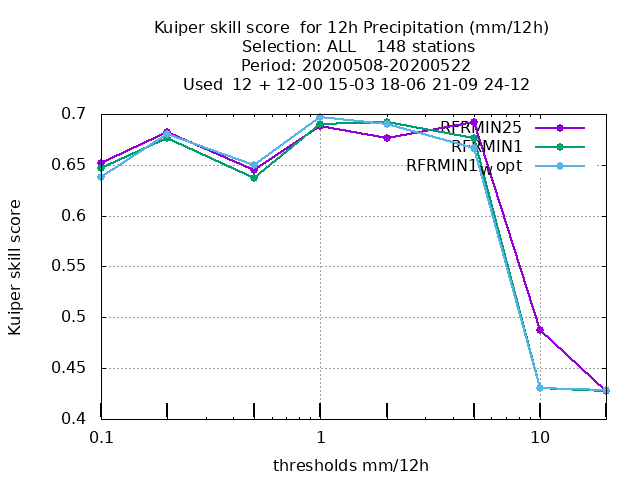 Kuiper skill score  for 12h Precipitation (mm/12h)
Selection: ALL    148 stations
Period: 20200508-20200522
Used  12 + 12-00 15-03 18-06 21-09 24-12
0.7
0.65
0.6
0.55
0.5
0.45
0.4
Kuiper skill score
RFRMIN25
RFRMIN1
RFRMIN1w opt
0.1
1
10
thresholds mm/12h